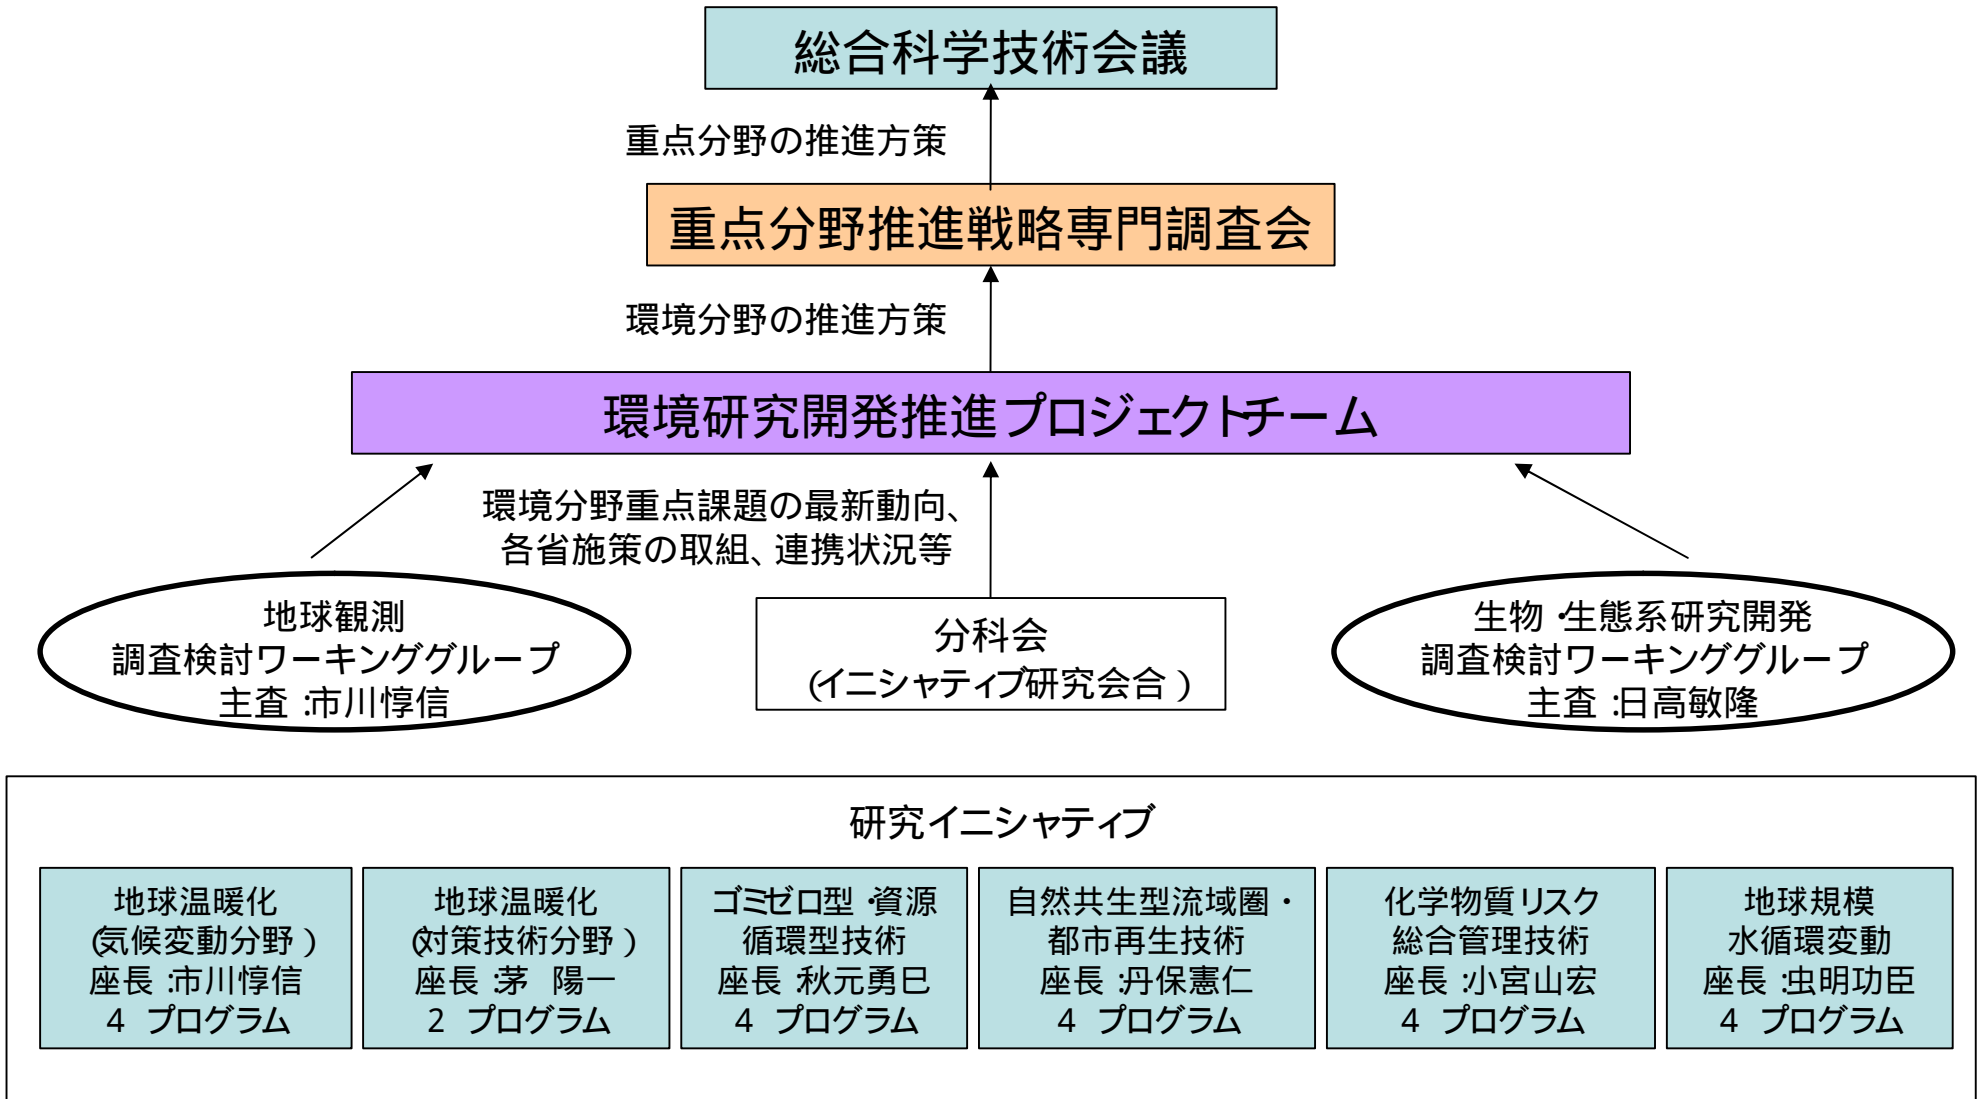 総合科学技術会議
重点分野の推進方策
重点分野推進戦略専門調査会
環境分野の推進方策
環境研究開発推進プロジェクトチーム
環境分野重点課題の最新動向、
各省施策の取組、連携状況等
地球観測
調査検討ワーキンググループ
主査:市川惇信
分科会
(イニシャティブ研究会合)
生物・生態系研究開発
調査検討ワーキンググループ
主査:日高敏隆
研究イニシャティブ
地球温暖化
(気候変動分野)
座長:市川惇信
4 プログラム
地球温暖化
(対策技術分野)
座長:茅 陽一
2 プログラム
ゴミゼロ型・資源
循環型技術
座長:秋元勇巳
4 プログラム
自然共生型流域圏・
都市再生技術
座長:丹保憲仁
4 プログラム
化学物質リスク
総合管理技術
座長:小宮山宏
4 プログラム
地球規模
水循環変動
座長:虫明功臣
4 プログラム